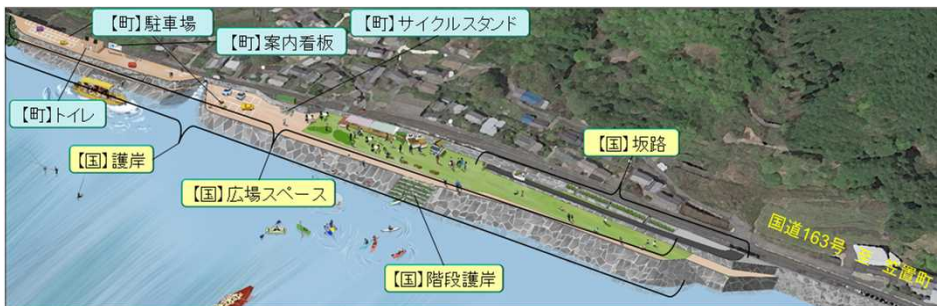 【町】駐車場
【町】サイクルスタンド
【町】案内看板
【町】トイレ
【国】護岸
【国】坂路
【国】広場スペース
国道163号 至 笠置町
【国】階段護岸